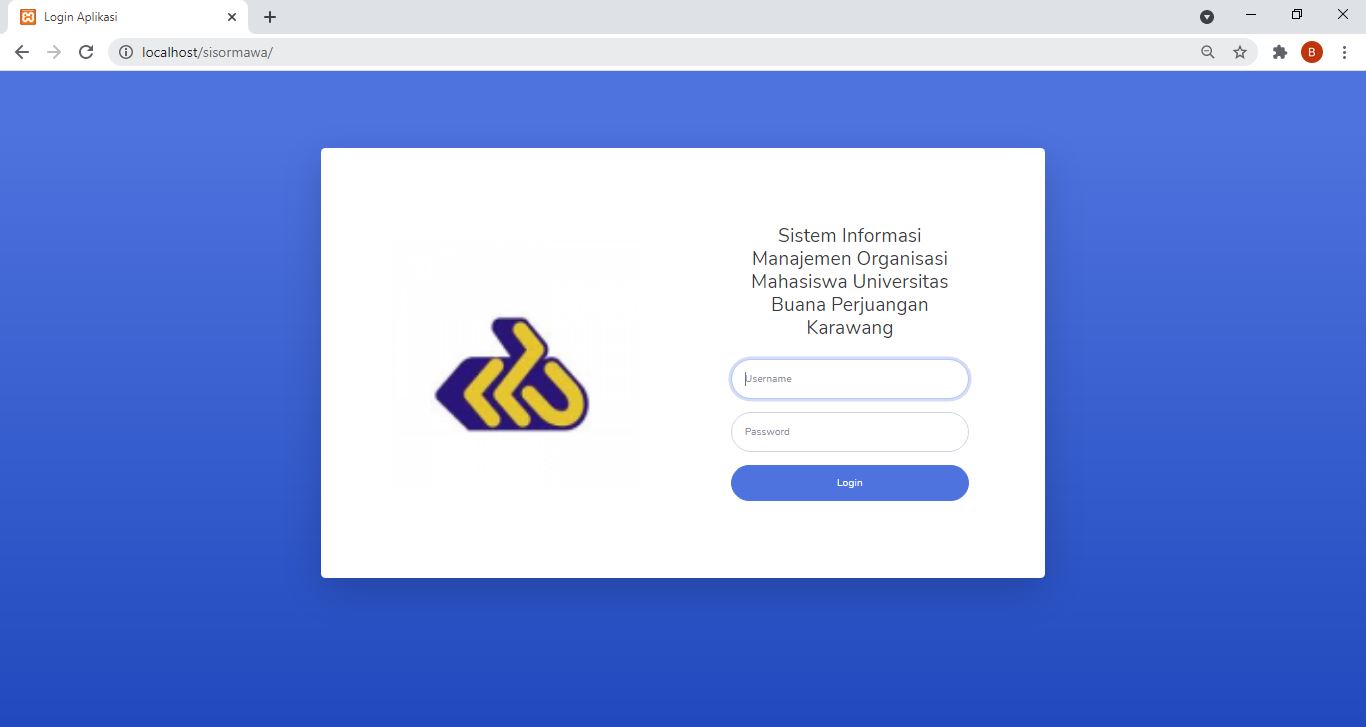 Login Aplikasi
localhost/sisormawa/
B
Sistem Informasi
Manajemen Organisasi
Mahasiswa Universitas
Buana Perjuangan
Karawang
Username
Password
Login